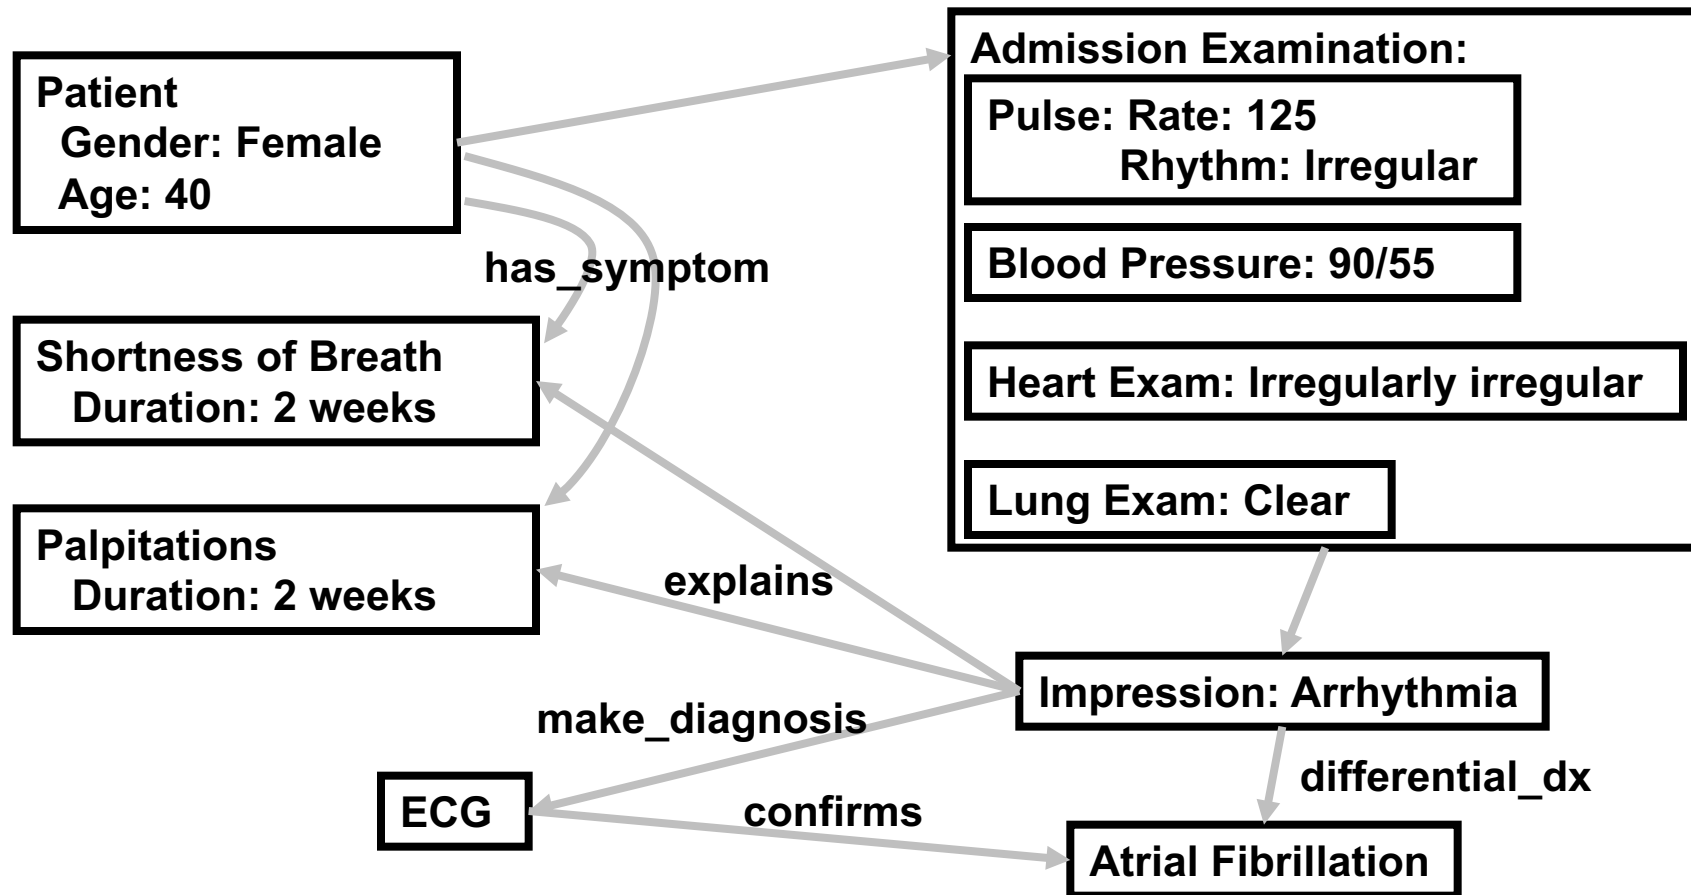 Patient
Gender: Female
Age: 40
has_symptom
Shortness of Breath
Duration: 2 weeks
Palpitations
Duration: 2 weeks
Admission Examination:
Pulse: Rate: 125
Rhythm: Irregular
Blood Pressure: 90/55
Heart Exam: Irregularly irregular
Lung Exam: Clear
explains
Impression: Arrhythmia
make_diagnosis
differential_dx
ECG
confirms
Atrial Fibrillation